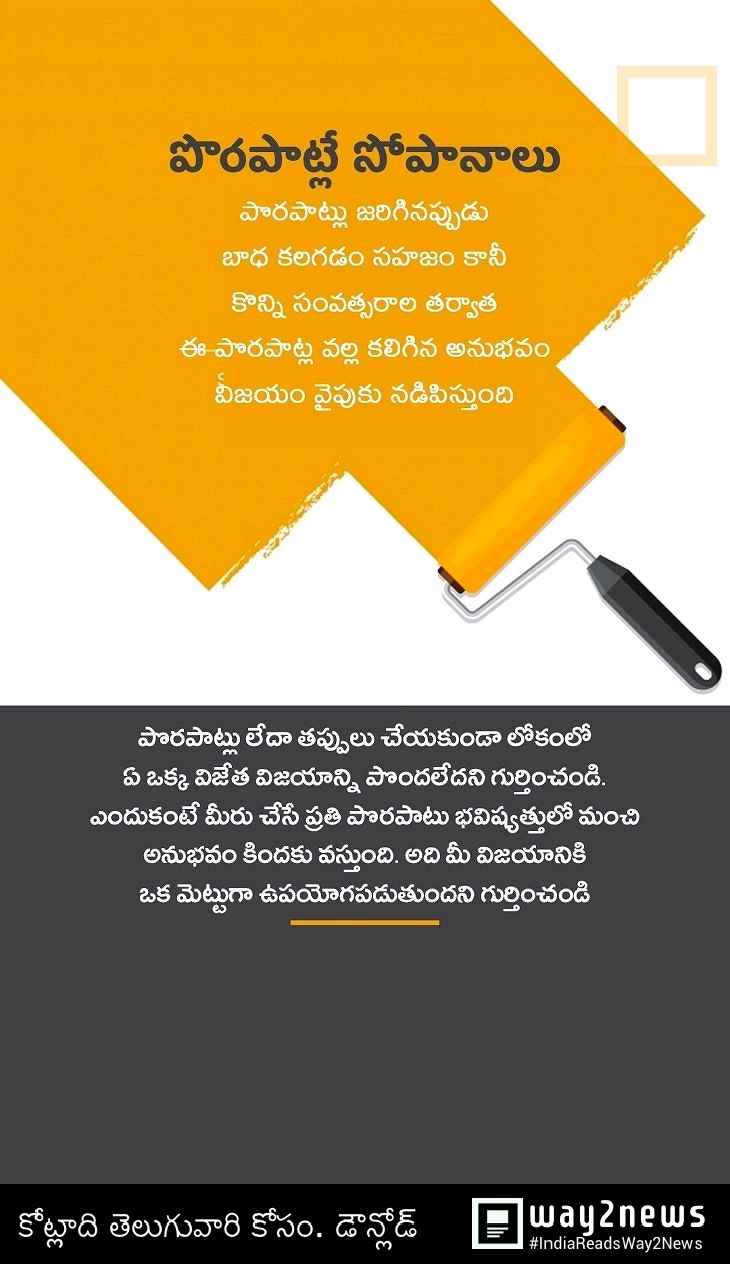 పొరపాట్లే సోపానాలు
పొరపాట్లు జరిగినప్పుడు
బాధ కలగడం సహజం కానీ
కొన్ని సంవత్సరాల తర్వాత
ఈ పొరపాట్ల వల్ల కలిగిన అనుభవం
విజయం వైపుకు నడిపిస్తుంది
పొరపాట్లు లేదా తప్పులు చేయకుండా లోకంలో
ఏ ఒక్క విజేత విజయాన్ని పొందలేదని గుర్తించండి.
ఎందుకంటే మీరు చేసే ప్రతి పొరపాటు భవిష్యత్తులో మంచి
అనుభవం కిందకు వస్తుంది. అది మీ విజయానికి
ఒక మెట్టుగా ఉపయోగపడుతుందని గుర్తించండి
కోట్లాది తెలుగువారి కోసం. డౌన్లోడ్
way2news
#IndiaReadsWay2News